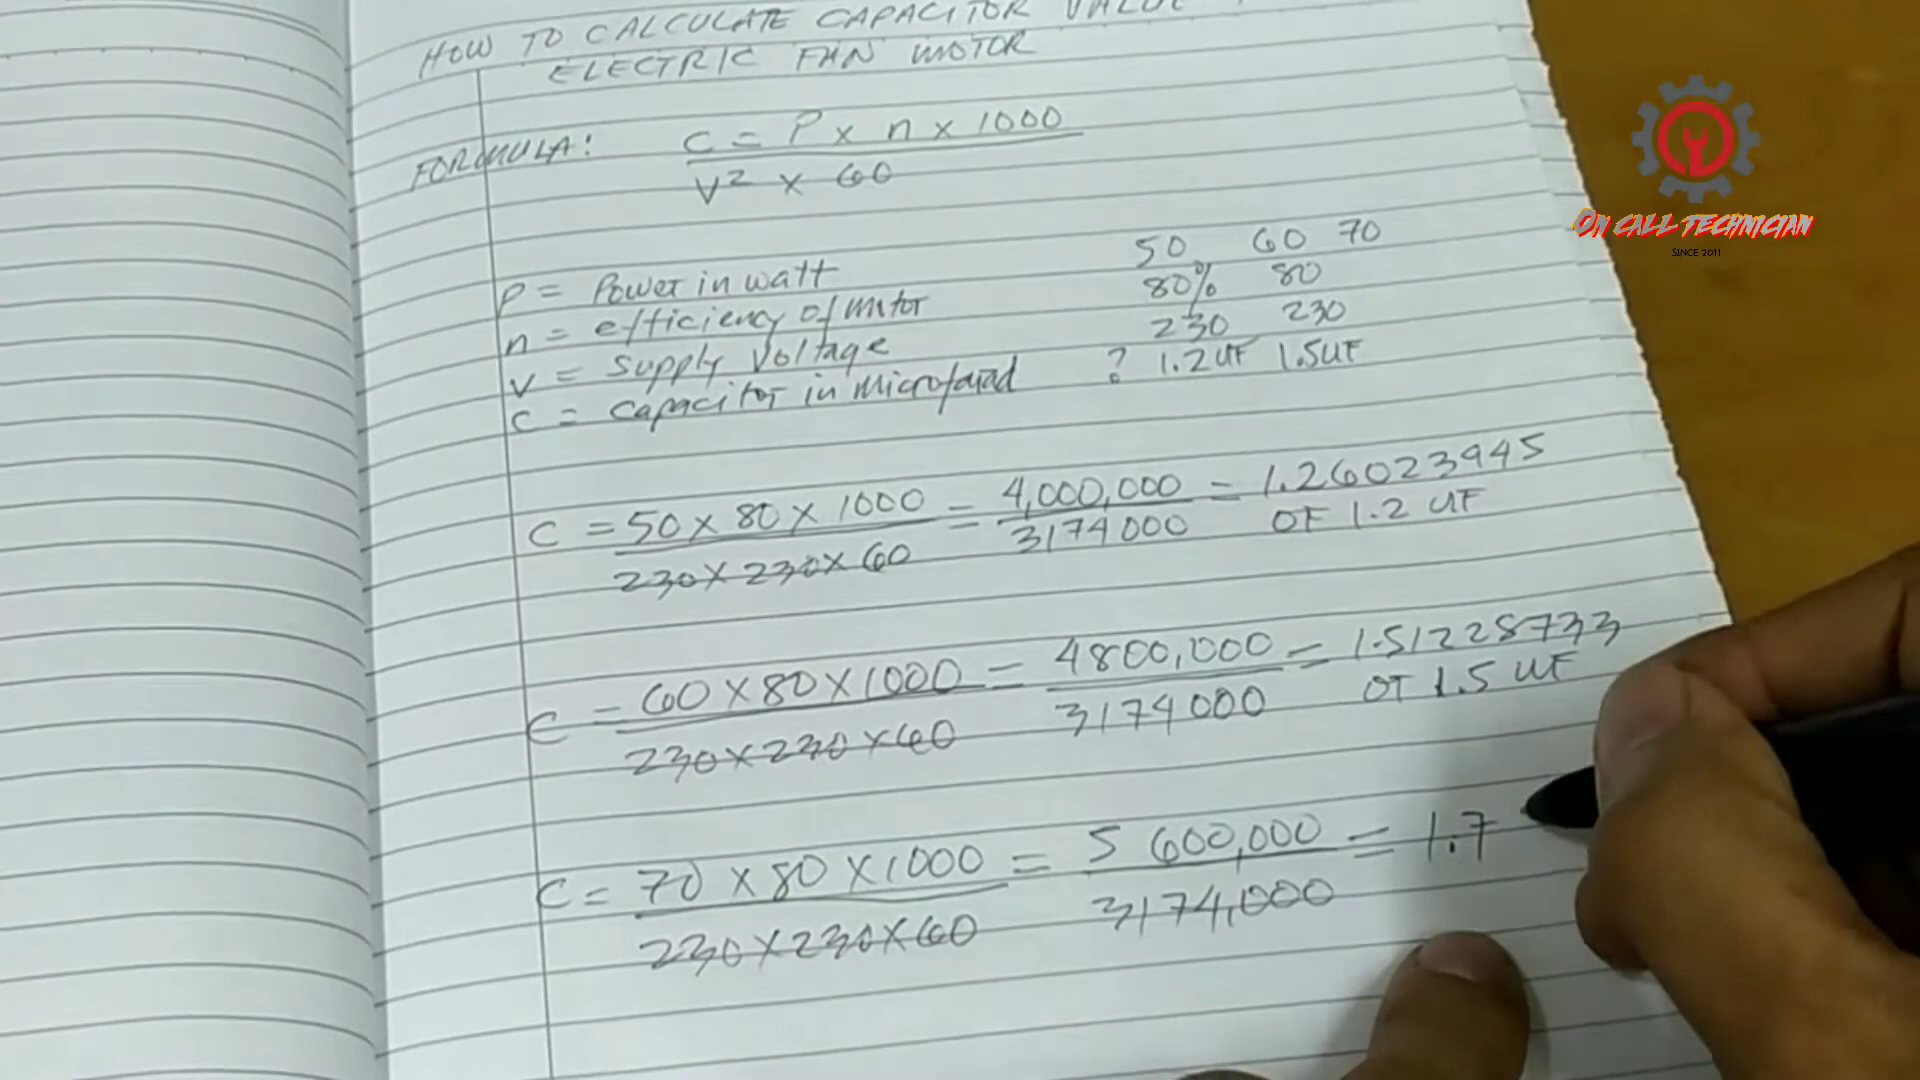 HOW TO CALCULATE CAPACITOR VALUE
ELECTRIC FAN MOTOR
FORMULA: C = P x n x 1000
V² x 60
P = Power in watt 50 60 70
n = efficiency of motor 80% 80
V = supply voltage 230 230
C = capacitor in microfarad ? 1.2UF 1.5UF
C = 50 x 80 x 1000 = 4,000,000 = 1.26023945
230 x 230 x 60 3174000 or 1.2 UF
C = 60 x 80 x 1000 = 4800,000 = 1.51228733
230 x 230 x 60 3174000 or 1.5 UF
C = 70 x 80 x 1000 = 5 600,000 = 1.7
230 x 230 x 60 3174,000
ON CALL TECHNICIAN
SINCE 2011